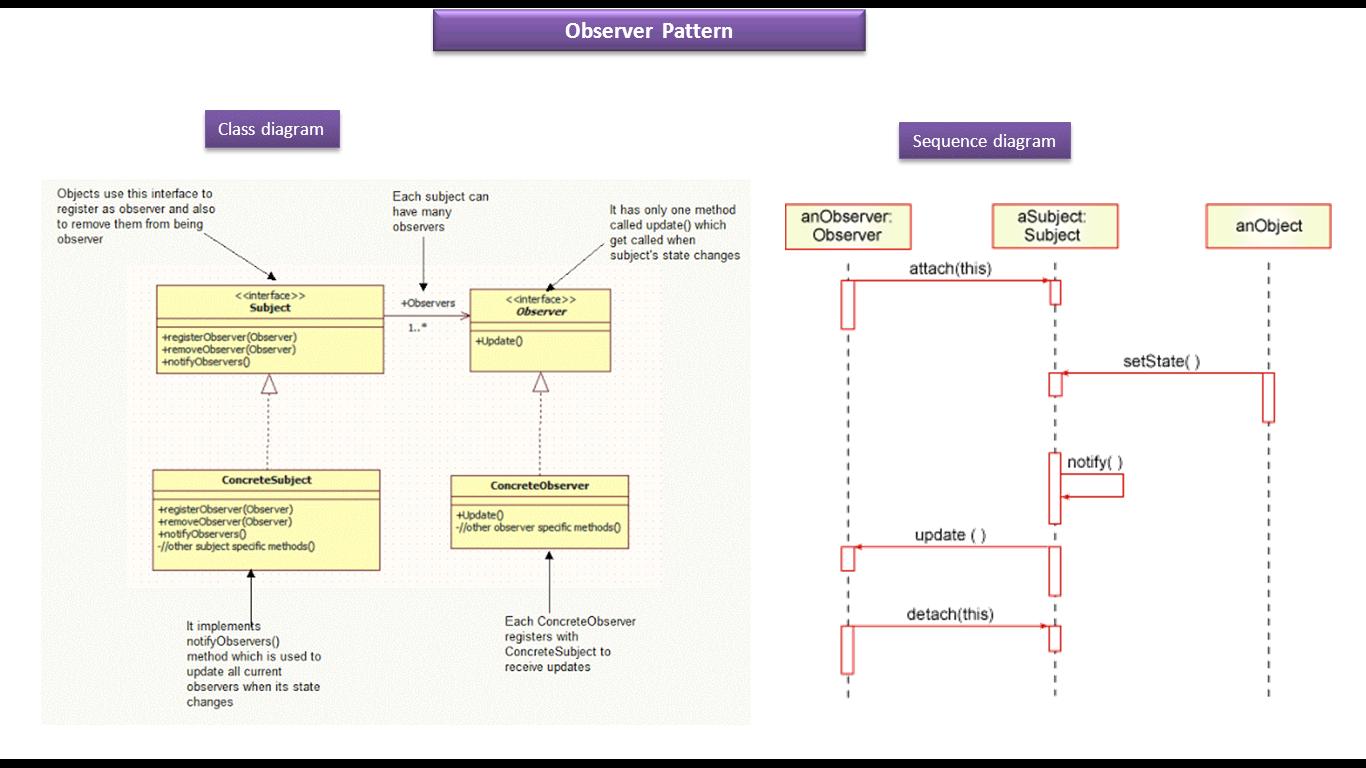 Observer Pattern
Class diagram
Sequence diagram
Objects use this interface to
register as observer and also
to remove them from being
observer
Each subject can
have many
observers
It has only one method
called update() which
get called when
subject's state changes
<<interface>>
Subject
+registerObserver(Observer)
+removeObserver(Observer)
+notifyObservers()
+Observers
1..*
<<interface>>
Observer
+Update()
ConcreteSubject
+registerObserver(Observer)
+removeObserver(Observer)
+notifyObservers()
-//other subject specific methods()
ConcreteObserver
+Update()
-//other observer specific methods()
It implements
notifyObservers()
method which is used to
update all current
observers when its state
changes
Each ConcreteObserver
registers with
ConcreteSubject to
receive updates
anObserver:
Observer
aSubject:
Subject
anObject
attach(this)
setState( )
notify( )
update ( )
detach(this)